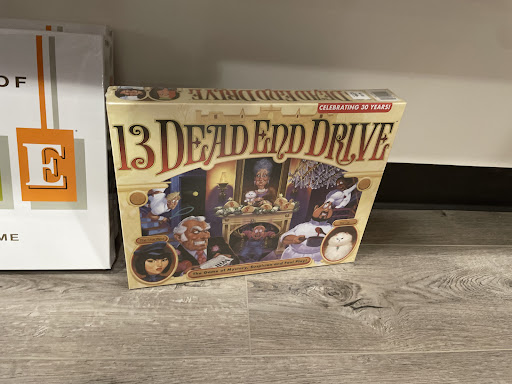 OF
E
ME
13 DEAD END DRIVE
CELEBRATING 30 YEARS!
13 DEAD END DRIVE